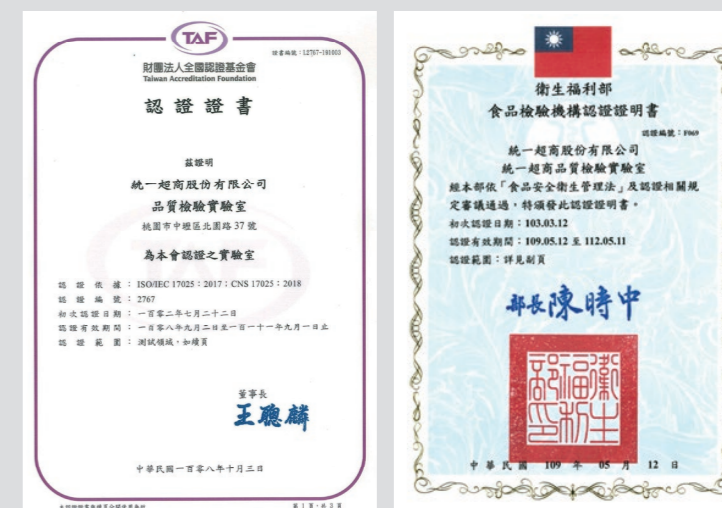 TAF
證書編號：L2767-191003
財團法人全國認證基金會
Taiwan Accreditation Foundation
認 證 證 書
茲證明
統一超商股份有限公司
品質檢驗實驗室
桃園市中壢區北園路 37 號
為本會認證之實驗室
認 證 依 據 ： ISO/IEC 17025：2017；CNS 17025：2018
認 證 編 號 ： 2767
初次認證日期 ： 一百零二年七月二十二日
認證有效期間 ： 一百零八年九月二日至一百一十一年九月一日止
認 證 範 圍 ： 測試領域，如續頁
董事長
王聰麟
中華民國一百零八年十月三日
第 1 頁，共 3 頁
衛生福利部
食品檢驗機構認證證明書
認證編號：F069
統一超商股份有限公司
統一超商品質檢驗實驗室
經本部依「食品安全衛生管理法」及認證相關規
定審議通過，特頒發此認證證明書。
初次認證日期：103.03.12
認證有效期間：109.05.12 至 112.05.11
認證範圍：詳見副頁
部長陳時中
衛生福利部印
中 華 民 國 109 年 05 月 12 日